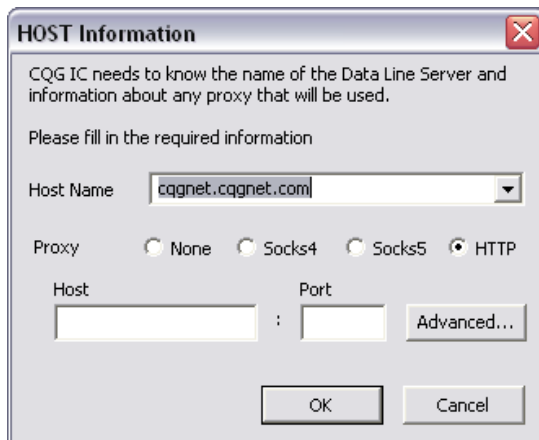 HOST Information
CQG IC needs to know the name of the Data Line Server and
information about any proxy that will be used.
Please fill in the required information
Host Name cqgnet.cqgnet.com
Proxy None Socks4 Socks5 HTTP
Host Port
: Advanced...
OK Cancel